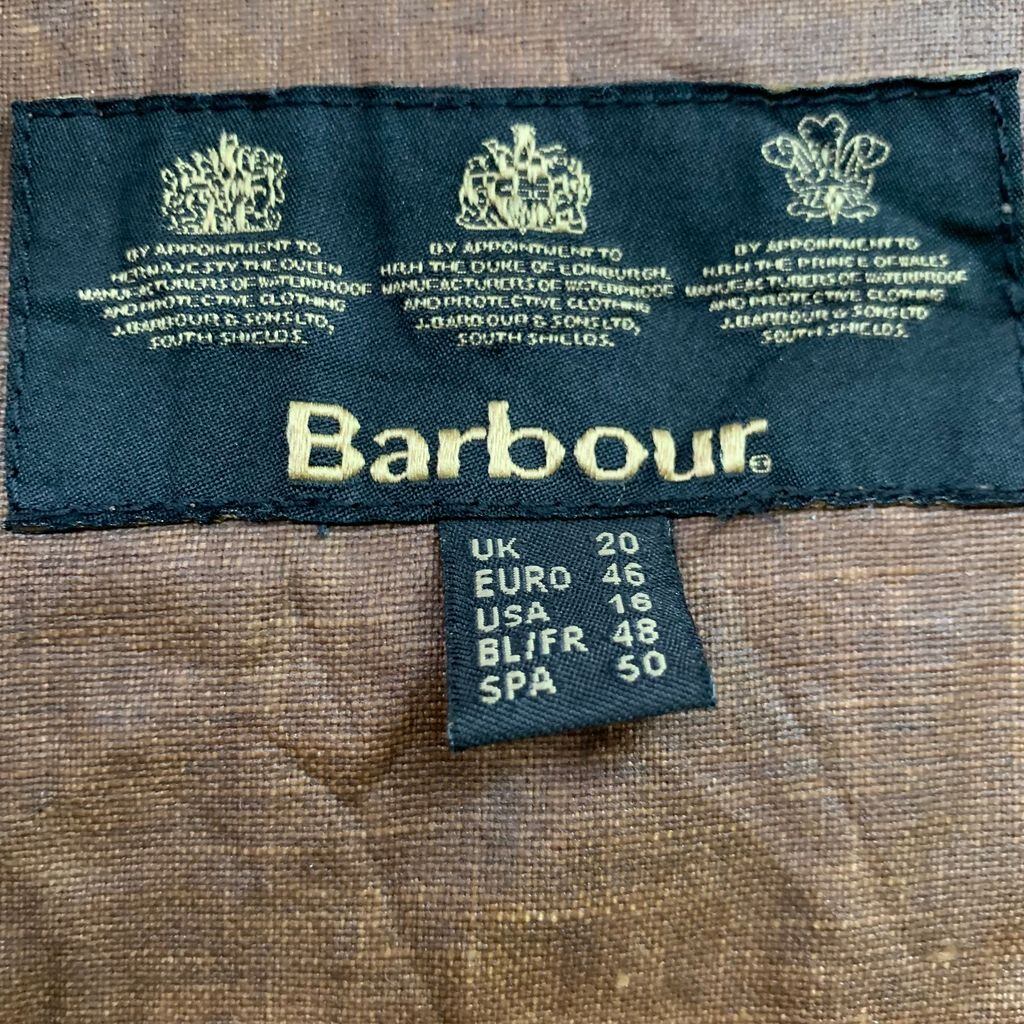 BY APPOINTMENT TO
HER MAJESTY THE QUEEN
MANUFACTURERS OF WATERPROOF
AND PROTECTIVE CLOTHING
J. BARBOUR & SONS LTD,
SOUTH SHIELDS.
BY APPOINTMENT TO
H.R.H. THE DUKE OF EDINBURGH.
MANUFACTURERS OF WATERPROOF
AND PROTECTIVE CLOTHING
J. BARBOUR & SONS LTD,
SOUTH SHIELDS.
BY APPOINTMENT TO
H.R.H. THE PRINCE OF WALES
MANUFACTURERS OF WATERPROOF
AND PROTECTIVE CLOTHING
J. BARBOUR & SONS LTD,
SOUTH SHIELDS.
Barbour®
UK 20
EURO 46
USA 16
BL/FR 48
SPA 50